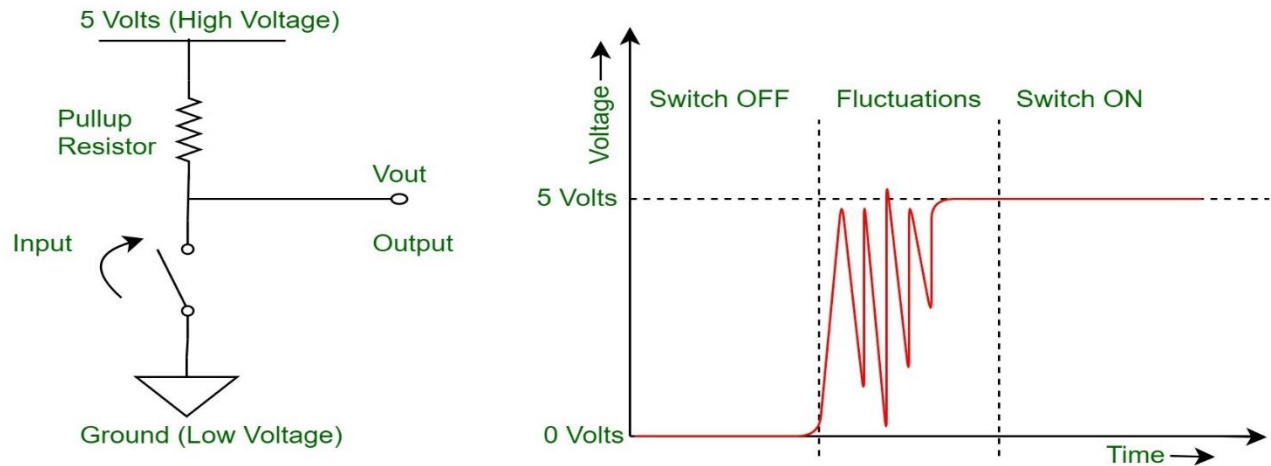 5 Volts (High Voltage)
Pullup
Resistor
Vout
Input
Output
Ground (Low Voltage)
Voltage
Switch OFF
Fluctuations
Switch ON
5 Volts
0 Volts
Time